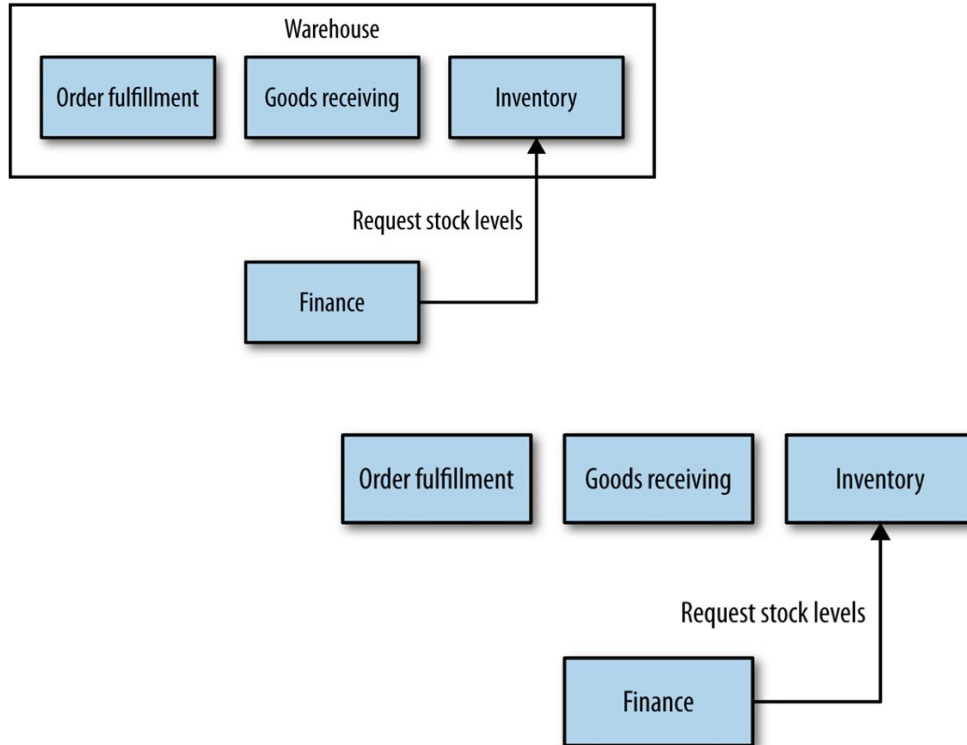 Warehouse
Order fulfillment
Goods receiving
Inventory
Request stock levels
Finance
Order fulfillment
Goods receiving
Inventory
Request stock levels
Finance